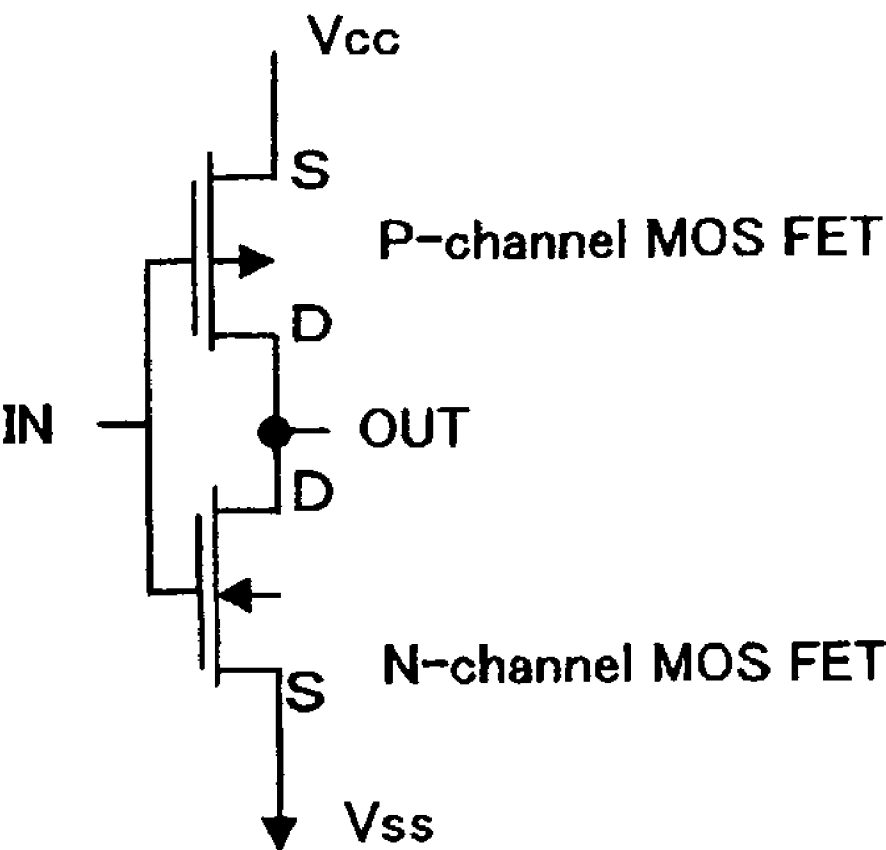 Vcc
S
P-channel MOS FET
D
IN
OUT
D
N-channel MOS FET
S
Vss